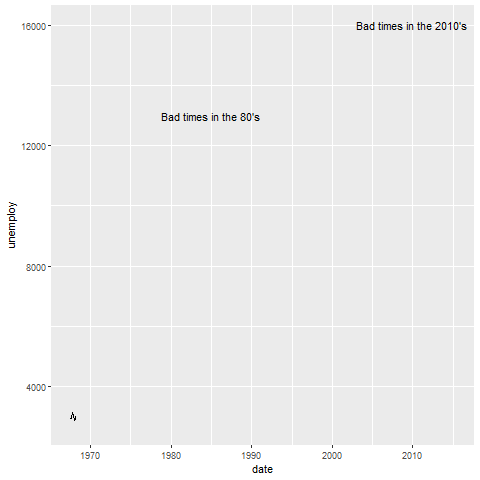 16000
Bad times in the 2010's
Bad times in the 80's
12000
unemploy
8000
4000
1970 1980 1990 2000 2010
date